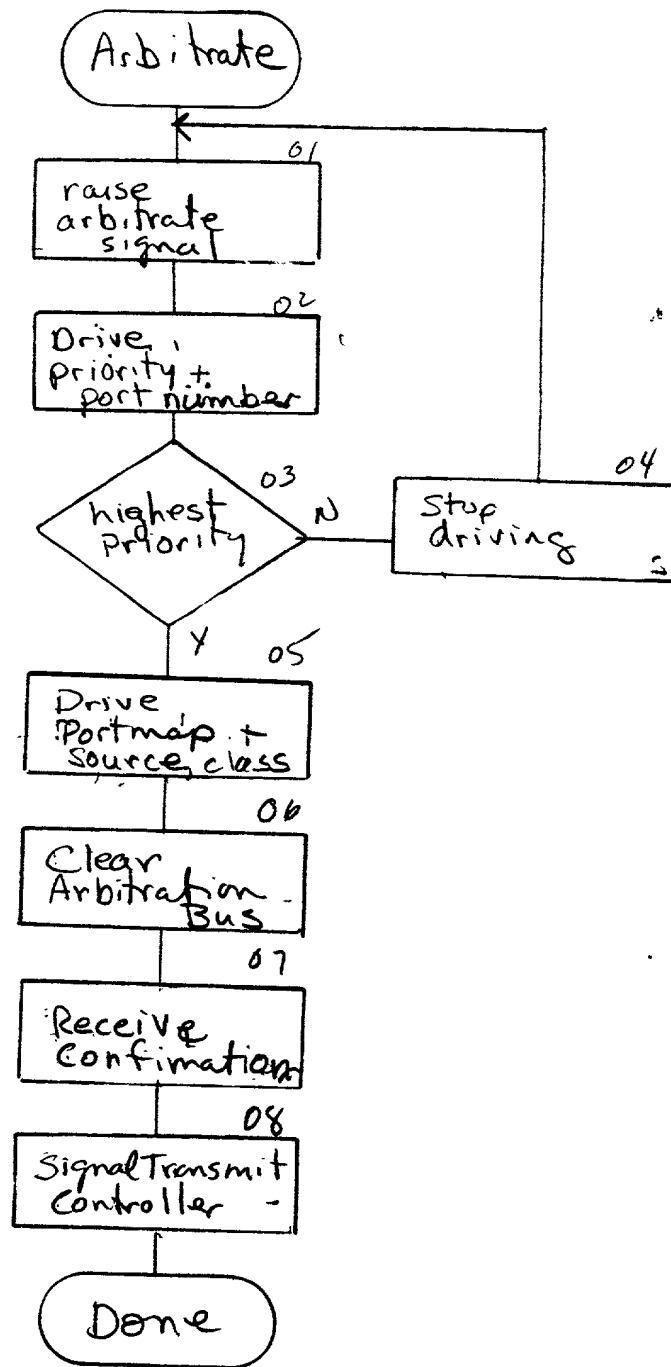 Arbitrate
01
raise
arbitrate
signal
02
Drive
priority +
port number
03
highest
priority
N
04
Stop
driving
Y
05
Drive
Portmap +
source class
06
Clear
Arbitration
Bus
07
Receive
Confimation
08
Signal Transmit
Controller
Done